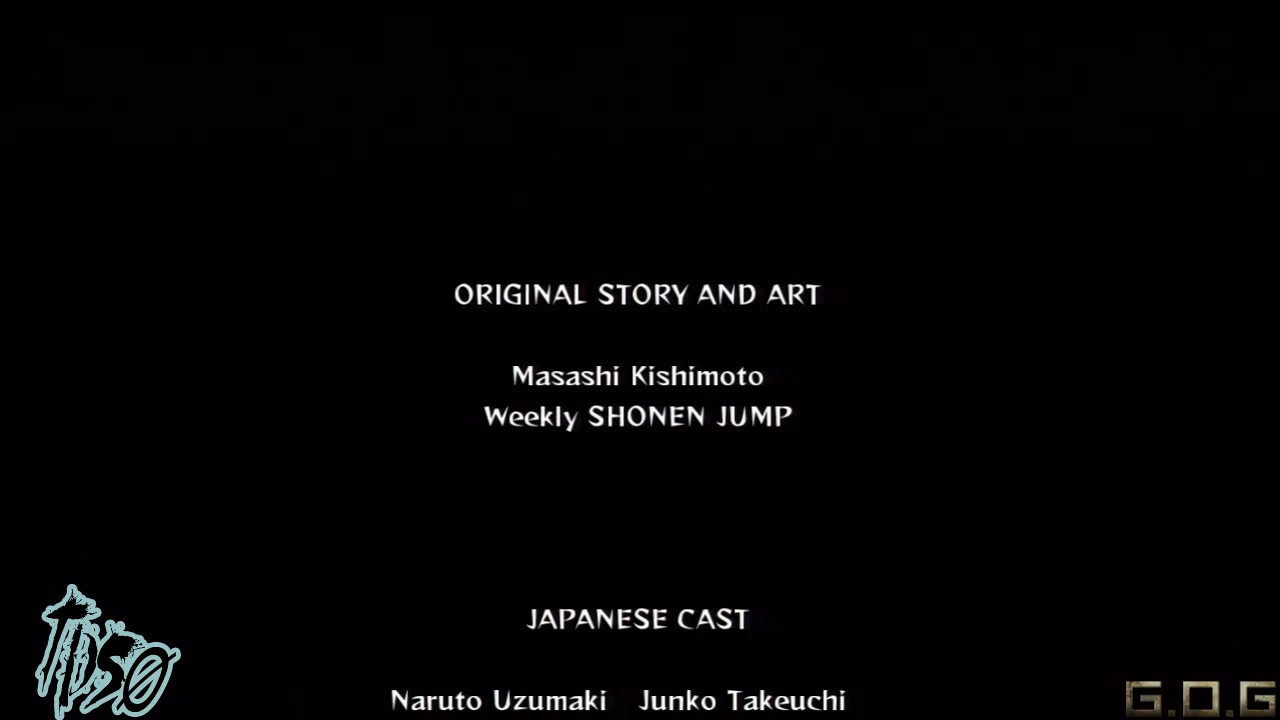 ORIGINAL STORY AND ART
Masashi Kishimoto
Weekly SHONEN JUMP
JAPANESE CAST
Naruto Uzumaki Junko Takeuchi
G.O.G